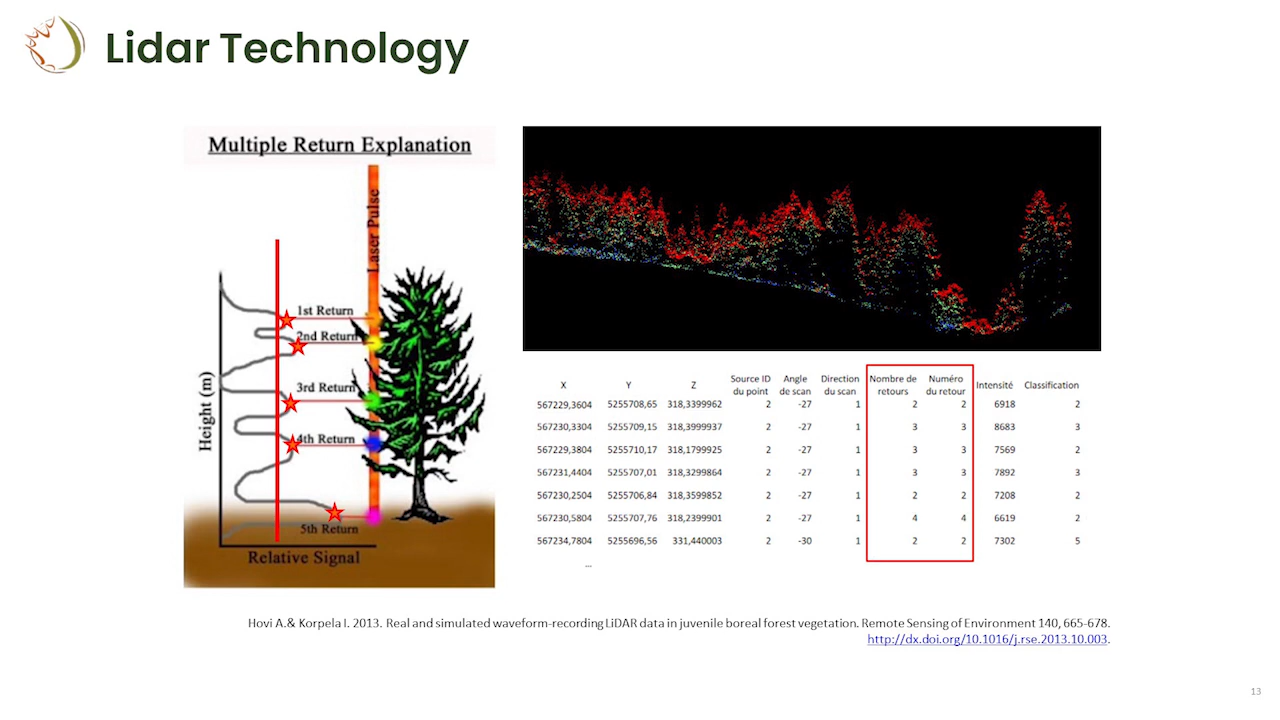 Lidar Technology
Multiple Return Explanation
Laser Pulse
1st Return
2nd Return
3rd Return
4th Return
5th Return
Height (m)
Relative Signal
X Y Z Source ID du point Angle de scan Direction du scan Nombre de retours Numéro du retour Intensité Classification
567229,3604 5255708,65 318,3399962 2 -27 1 2 2 6918 2
567230,3304 5255709,15 318,3999937 2 -27 1 3 3 8683 3
567229,3804 5255710,17 318,1799925 2 -27 1 3 3 7569 2
567231,4404 5255707,01 318,3299864 2 -27 1 3 3 7892 3
567230,2504 5255706,84 318,3599852 2 -27 1 2 2 7208 2
567230,5804 5255707,76 318,2399901 2 -27 1 4 4 6619 2
567234,7804 5255696,56 331,440003 2 -30 1 2 2 7302 5
...
Hovi A.& Korpela I. 2013. Real and simulated waveform-recording LiDAR data in juvenile boreal forest vegetation. Remote Sensing of Environment 140, 665-678.
http://dx.doi.org/10.1016/j.rse.2013.10.003.
13